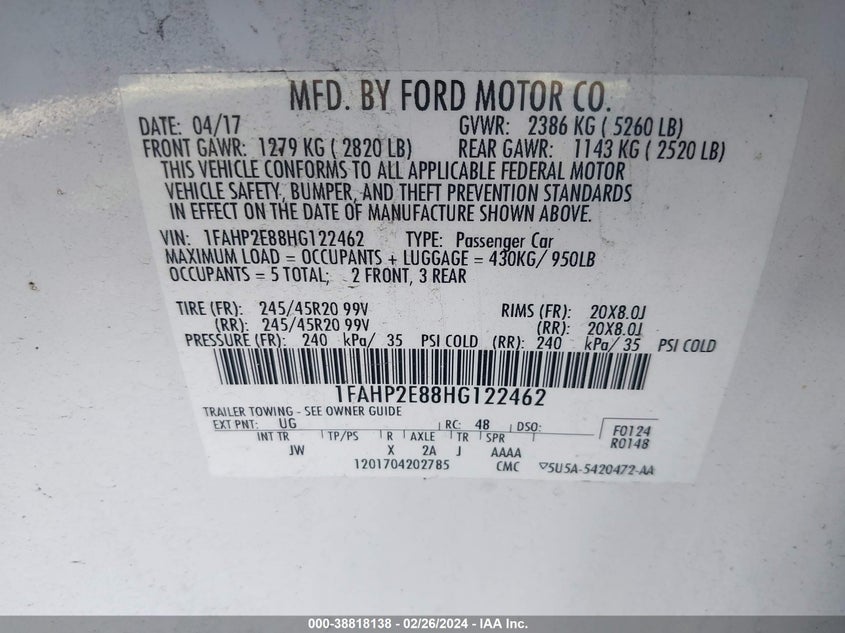 MFD. BY FORD MOTOR CO.
DATE: 04/17 GVWR: 2386 KG ( 5260 LB)
FRONT GAWR: 1279 KG ( 2820 LB) REAR GAWR: 1143 KG ( 2520 LB)
THIS VEHICLE CONFORMS TO ALL APPLICABLE FEDERAL MOTOR
VEHICLE SAFETY, BUMPER, AND THEFT PREVENTION STANDARDS
IN EFFECT ON THE DATE OF MANUFACTURE SHOWN ABOVE.
VIN: 1FAHP2E88HG122462 TYPE: Passenger Car
MAXIMUM LOAD = OCCUPANTS + LUGGAGE = 430KG/ 950LB
OCCUPANTS = 5 TOTAL; 2 FRONT, 3 REAR
TIRE (FR): 245/45R20 99V RIMS (FR): 20X8.0J
(RR): 245/45R20 99V (RR): 20X8.0J
PRESSURE (FR): 240 kPa/ 35 PSI COLD (RR): 240 kPa/ 35 PSI COLD
1FAHP2E88HG122462
TRAILER TOWING - SEE OWNER GUIDE
EXT PNT: UG RC: 48 DSO: F0124
INT TR TP/PS R AXLE TR SPR R0148
JW X 2A J AAAA
1201704202785 CMC ▽5U5A-5420472-AA
000-38818138 - 02/26/2024 - IAA Inc.